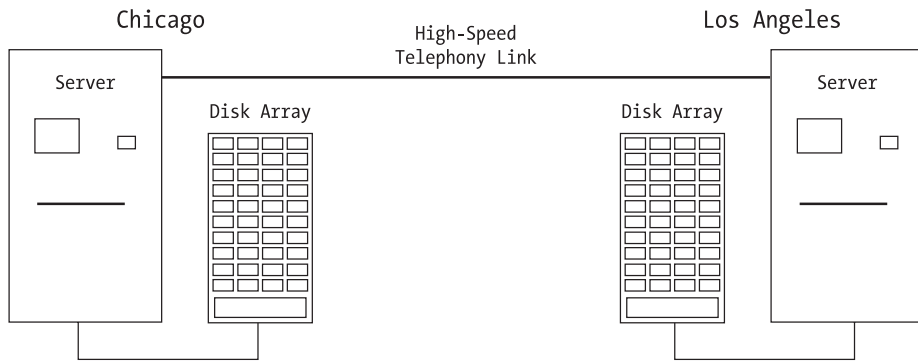 Chicago
Los Angeles
High-Speed
Telephony Link
Server
Server
Disk Array
Disk Array